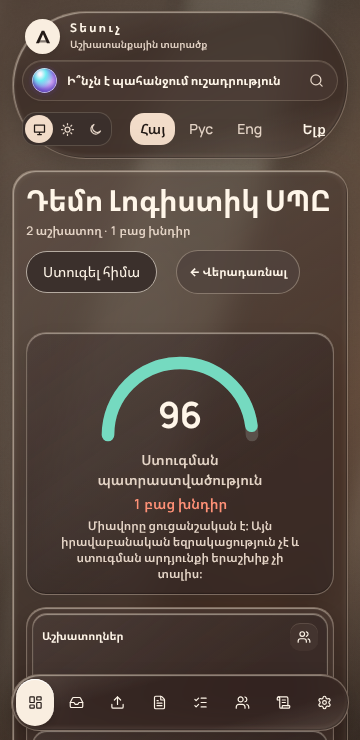 Տեսուչ
Աշխատանքային տարածք
Ի՞նչն է պահանջում ուշադրություն
Հայ Рус Eng Ելք
Դեմո Լոգիստիկ ՍՊԸ
2 աշխատող · 1 բաց խնդիր
Ստուգել հիմա ← Վերադառնալ
96
Ստուգման
պատրաստվածություն
1 բաց խնդիր
Միավորը ցուցանշական է: Այն
իրավաբանական եզրակացություն չէ և
ստուգման արդյունքի երաշխիք չի
տալիս:
Աշխատողներ